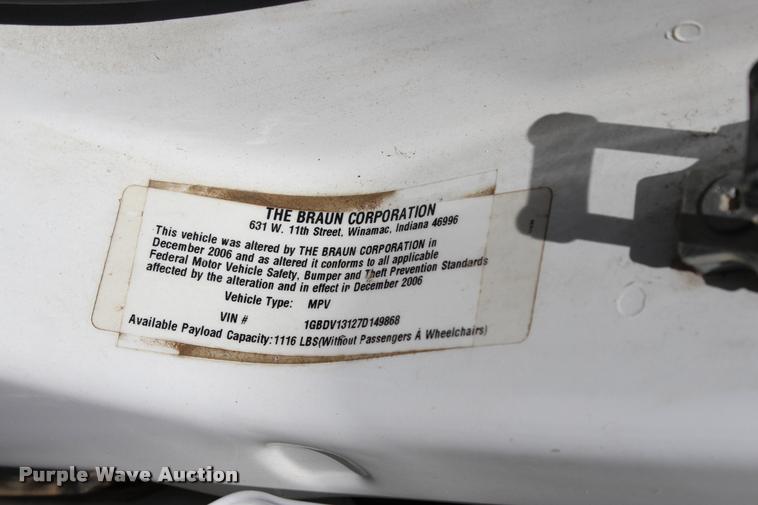 THE BRAUN CORPORATION
631 W. 11th Street, Winamac, Indiana 46996
This vehicle was altered by THE BRAUN CORPORATION in
December 2006 and as altered it conforms to all applicable
Federal Motor Vehicle Safety, Bumper and Theft Prevention Standards
affected by the alteration and in effect in December 2006
Vehicle Type: MPV
VIN # 1GBDV13127D149868
Available Payload Capacity:1116 LBS(Without Passengers & Wheelchairs)
Purple Wave Auction